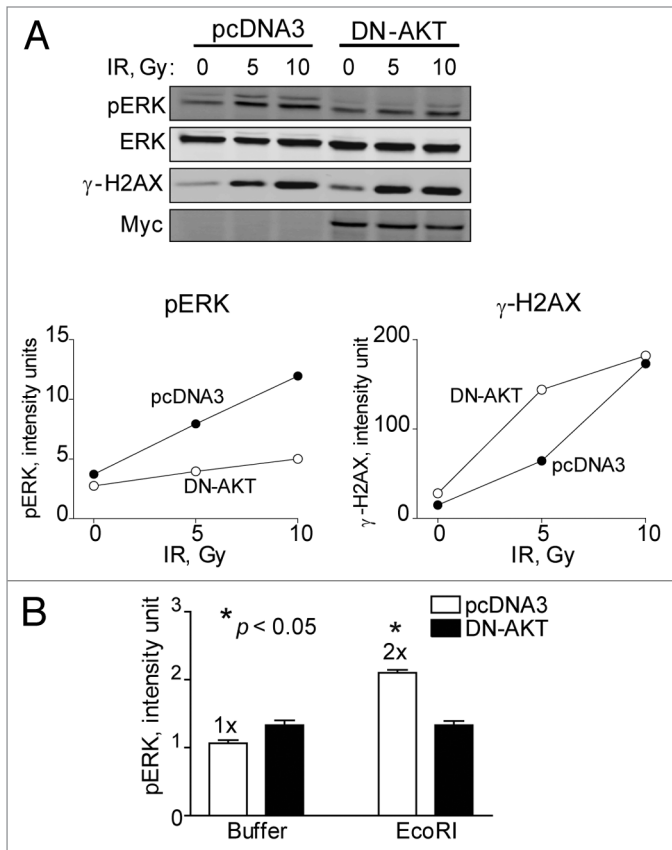 A
pcDNA3 DN-AKT
IR, Gy: 0 5 10 0 5 10
pERK
ERK
γ-H2AX
Myc
pERK
pERK, intensity units
15
10
5
0
pcDNA3
DN-AKT
0 5 10
IR, Gy
γ-H2AX
γ-H2AX, intensity unit
200
100
0
DN-AKT
pcDNA3
0 5 10
IR, Gy
B
pERK, intensity unit
3
2
1
0
* p < 0.05
pcDNA3
DN-AKT
*
2x
1x
Buffer EcoRI